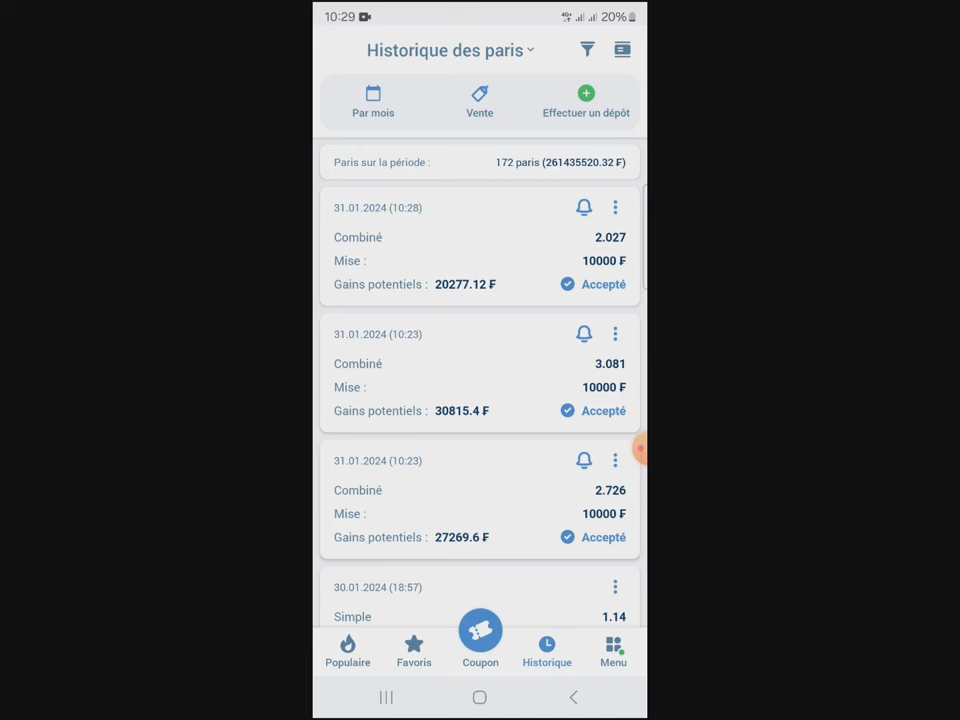 10:29 4G+ 20%
Historique des paris
Par mois Vente Effectuer un dépôt
Paris sur la période : 172 paris (261435520.32 ₣)
31.01.2024 (10:28)
Combiné 2.027
Mise : 10000 ₣
Gains potentiels : 20277.12 ₣ Accepté
31.01.2024 (10:23)
Combiné 3.081
Mise : 10000 ₣
Gains potentiels : 30815.4 ₣ Accepté
31.01.2024 (10:23)
Combiné 2.726
Mise : 10000 ₣
Gains potentiels : 27269.6 ₣ Accepté
30.01.2024 (18:57)
Simple 1.14
Populaire Favoris Coupon Historique Menu